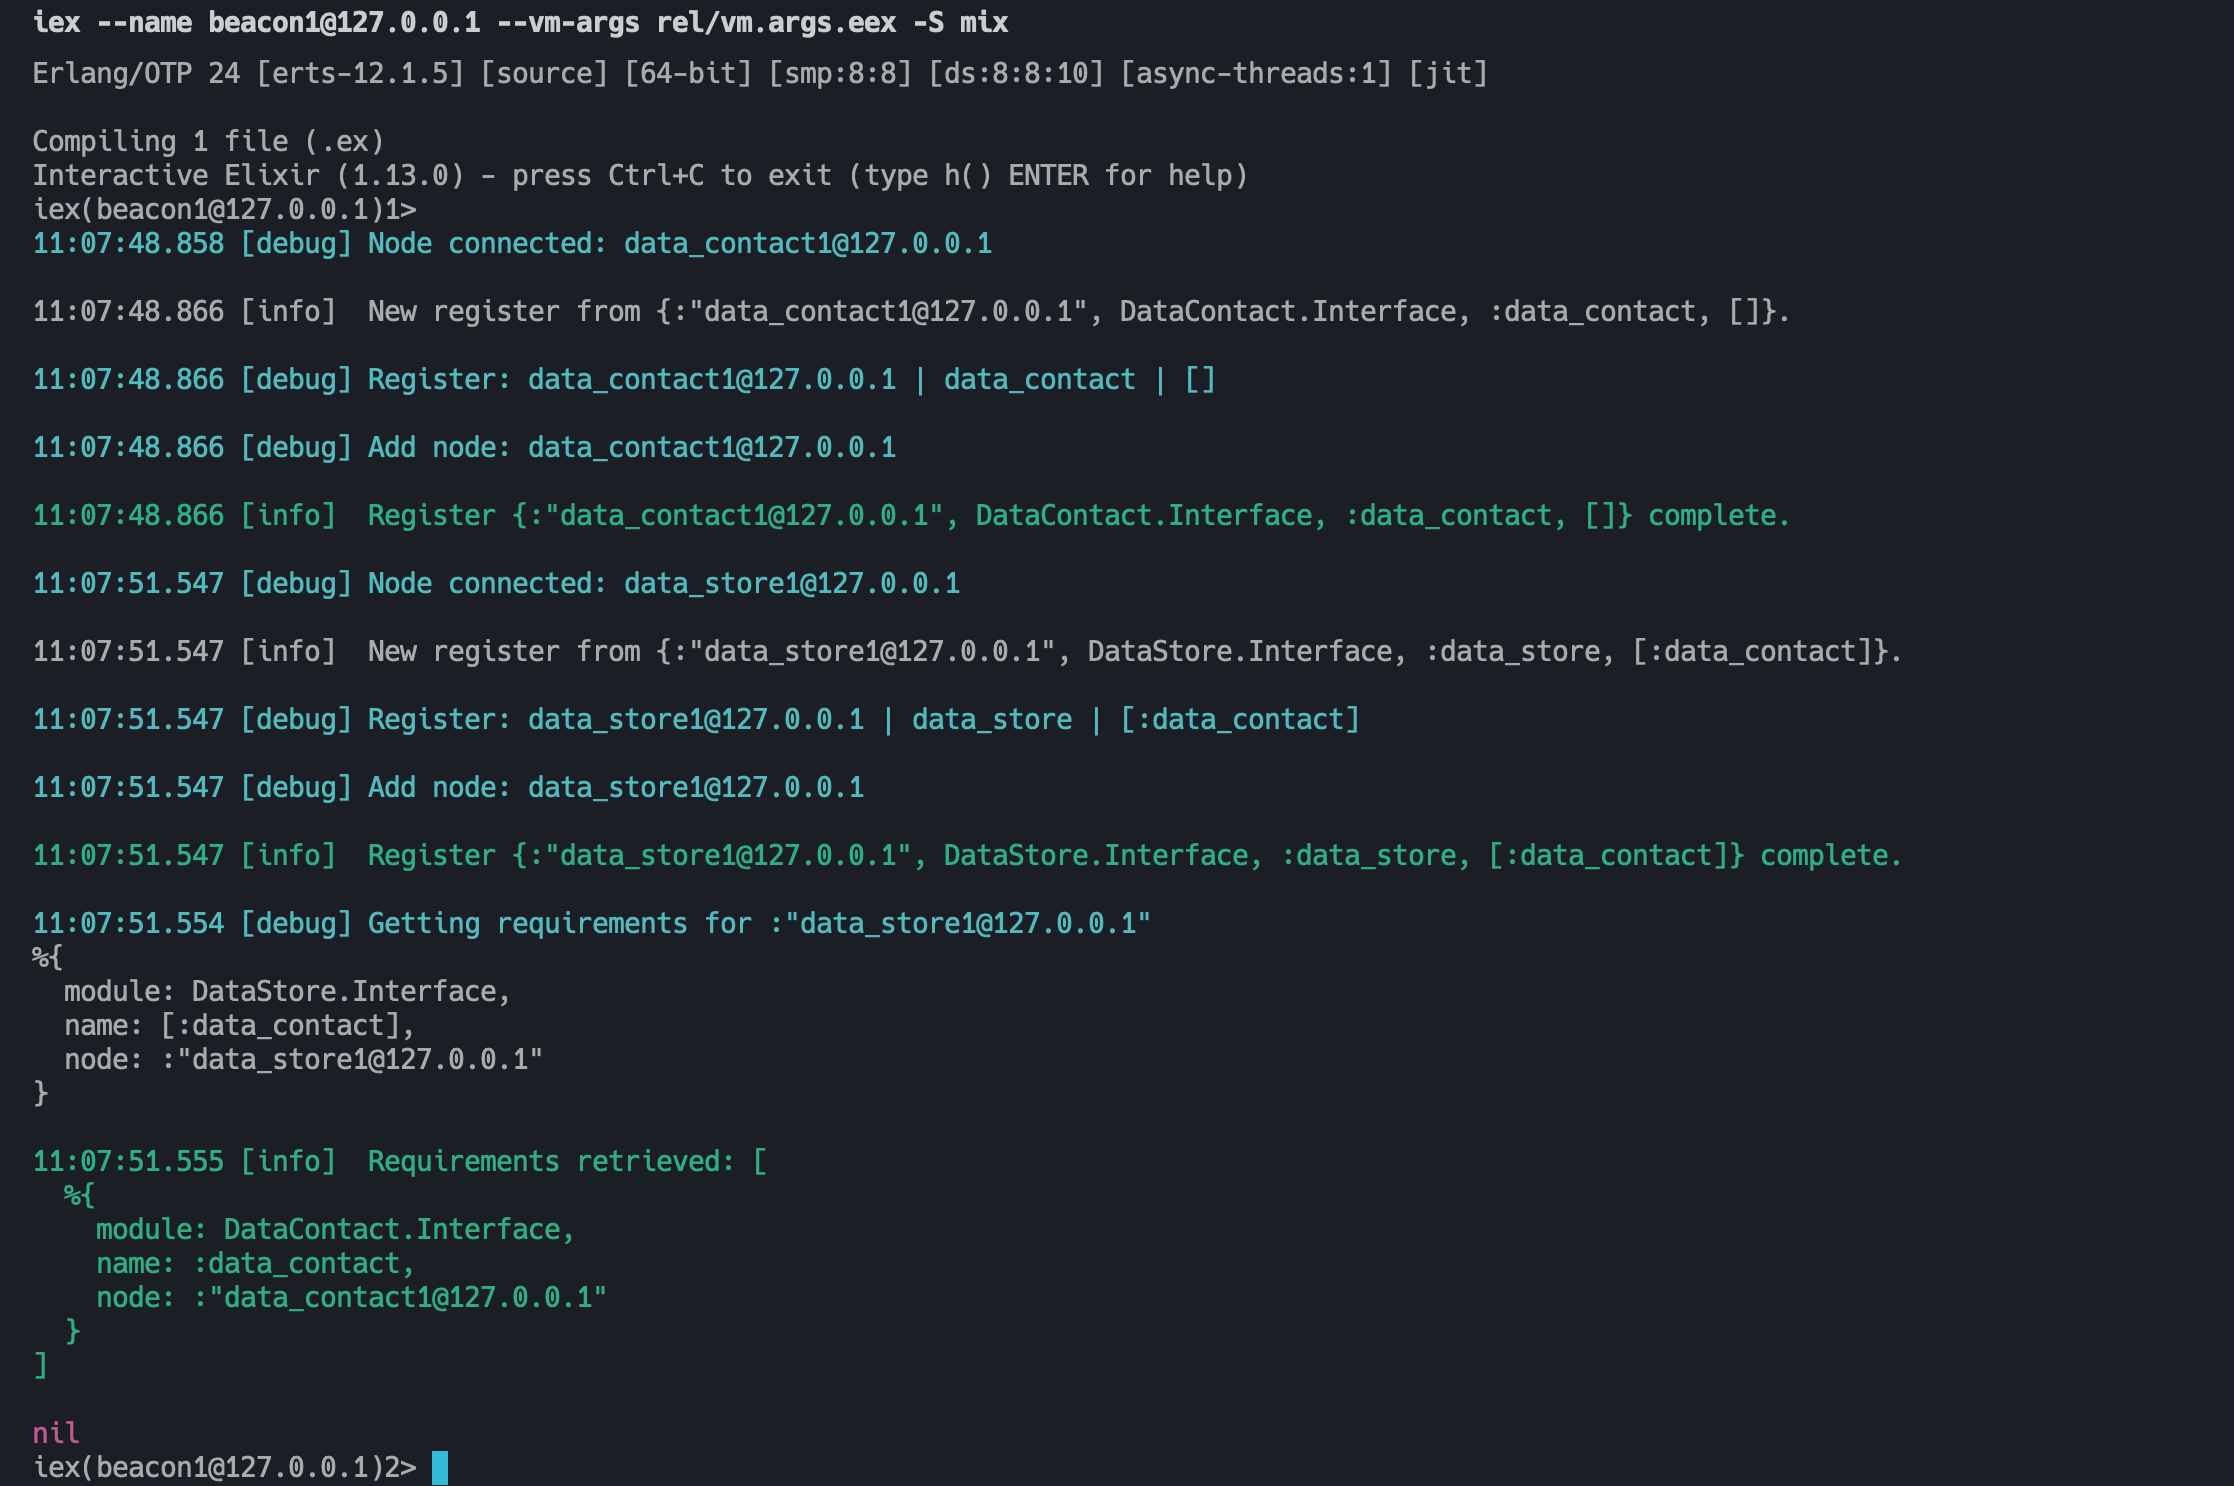 iex --name beacon1@127.0.0.1 --vm-args rel/vm.args.eex -S mix
Erlang/OTP 24 [erts-12.1.5] [source] [64-bit] [smp:8:8] [ds:8:8:10] [async-threads:1] [jit]
Compiling 1 file (.ex)
Interactive Elixir (1.13.0) - press Ctrl+C to exit (type h() ENTER for help)
iex(beacon1@127.0.0.1)1>
11:07:48.858 [debug] Node connected: data_contact1@127.0.0.1
11:07:48.866 [info]  New register from {:"data_contact1@127.0.0.1", DataContact.Interface, :data_contact, []}.
11:07:48.866 [debug] Register: data_contact1@127.0.0.1 | data_contact | []
11:07:48.866 [debug] Add node: data_contact1@127.0.0.1
11:07:48.866 [info]  Register {:"data_contact1@127.0.0.1", DataContact.Interface, :data_contact, []} complete.
11:07:51.547 [debug] Node connected: data_store1@127.0.0.1
11:07:51.547 [info]  New register from {:"data_store1@127.0.0.1", DataStore.Interface, :data_store, [:data_contact]}.
11:07:51.547 [debug] Register: data_store1@127.0.0.1 | data_store | [:data_contact]
11:07:51.547 [debug] Add node: data_store1@127.0.0.1
11:07:51.547 [info]  Register {:"data_store1@127.0.0.1", DataStore.Interface, :data_store, [:data_contact]} complete.
11:07:51.554 [debug] Getting requirements for :"data_store1@127.0.0.1"
%{
  module: DataStore.Interface,
  name: [:data_contact],
  node: :"data_store1@127.0.0.1"
}
11:07:51.555 [info]  Requirements retrieved: [
  %{
    module: DataContact.Interface,
    name: :data_contact,
    node: :"data_contact1@127.0.0.1"
  }
]
nil
iex(beacon1@127.0.0.1)2>